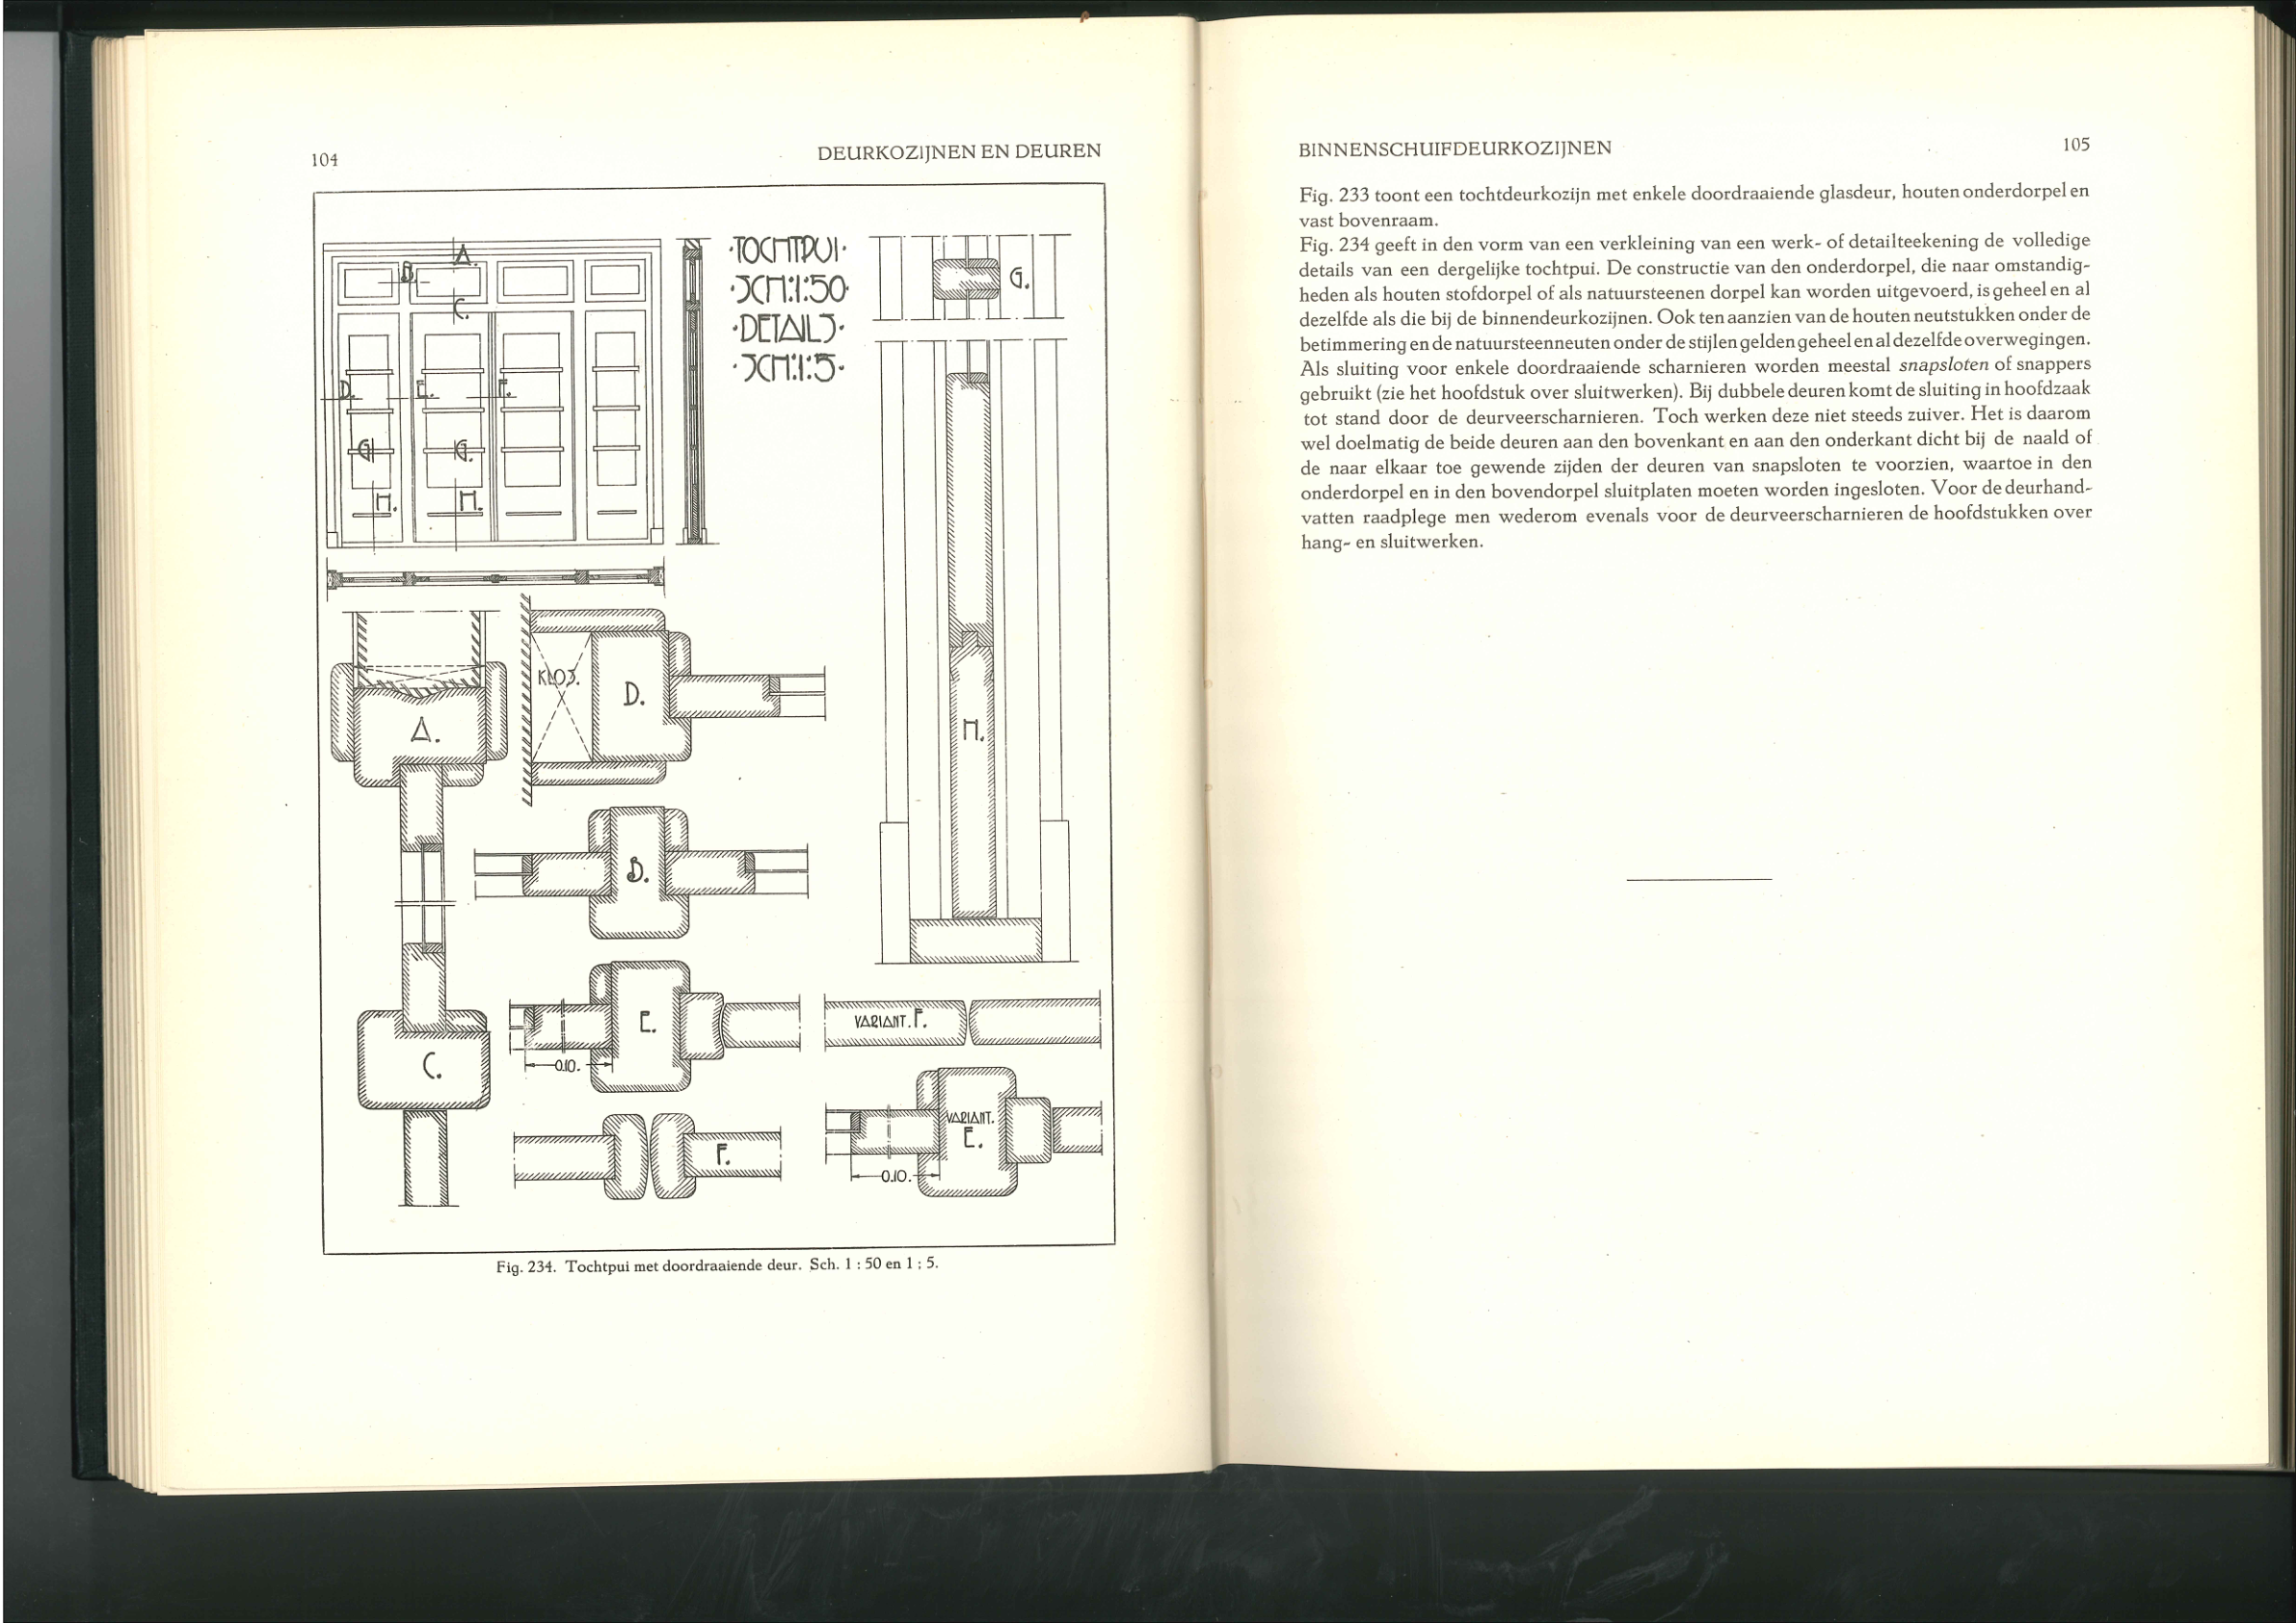 104
DEURKOZIJNEN EN DEUREN
A.
B.
C.
D.
E.
F.
G.
G.
H.
H.
·TOCHTPUI·
·SCH:1:50·
·DETAILS·
·SCH:1:5·
G.
A.
KLOS.
D.
H.
B.
C.
E.
0.10.
VARIANT. F.
F.
VARIANT.
E.
0.10.
Fig. 234. Tochtpui met doordraaiende deur. Sch. 1 : 50 en 1 : 5.
BINNENSCHUIFDEURKOZIJNEN
105
Fig. 233 toont een tochtdeurkozijn met enkele doordraaiende glasdeur, houten onderdorpel en
vast bovenraam.
Fig. 234 geeft in den vorm van een verkleining van een werk- of detailteekening de volledige
details van een dergelijke tochtpui. De constructie van den onderdorpel, die naar omstandig-
heden als houten stofdorpel of als natuursteenen dorpel kan worden uitgevoerd, is geheel en al
dezelfde als die bij de binnendeurkozijnen. Ook ten aanzien van de houten neutstukken onder de
betimmering en de natuursteenneuten onder de stijlen gelden geheel en al dezelfde overwegingen.
Als sluiting voor enkele doordraaiende scharnieren worden meestal snapsloten of snappers
gebruikt (zie het hoofdstuk over sluitwerken). Bij dubbele deuren komt de sluiting in hoofdzaak
tot stand door de deurveerscharnieren. Toch werken deze niet steeds zuiver. Het is daarom
wel doelmatig de beide deuren aan den bovenkant en aan den onderkant dicht bij de naald of
de naar elkaar toe gewende zijden der deuren van snapsloten te voorzien, waartoe in den
onderdorpel en in den bovendorpel sluitplaten moeten worden ingesloten. Voor de deurhand-
vatten raadplege men wederom evenals voor de deurveerscharnieren de hoofdstukken over
hang- en sluitwerken.